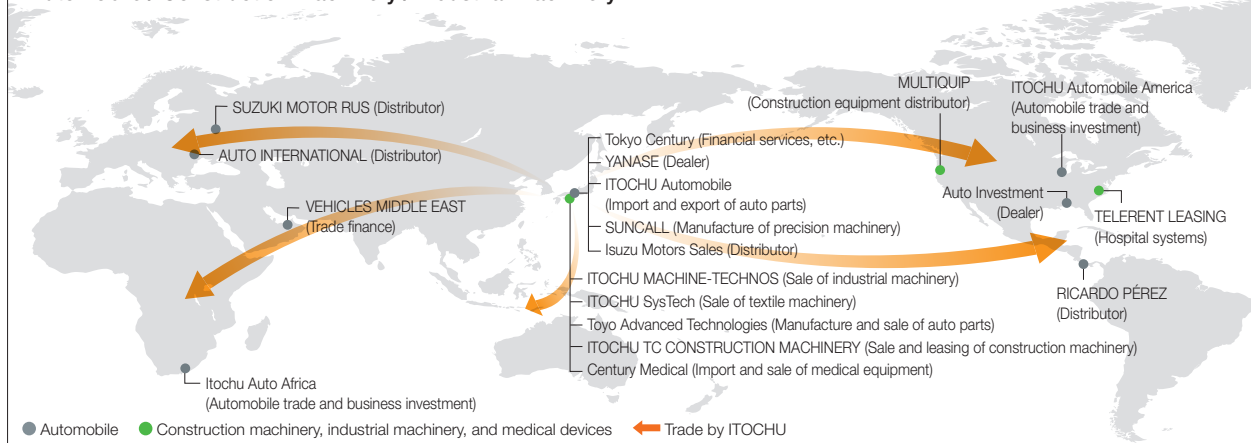 SUZUKI MOTOR RUS (Distributor)
AUTO INTERNATIONAL (Distributor)
VEHICLES MIDDLE EAST
(Trade finance)
Itochu Auto Africa
(Automobile trade and business investment)
Tokyo Century (Financial services, etc.)
YANASE (Dealer)
ITOCHU Automobile
(Import and export of auto parts)
SUNCALL (Manufacture of precision machinery)
Isuzu Motors Sales (Distributor)
ITOCHU MACHINE-TECHNOS (Sale of industrial machinery)
ITOCHU SysTech (Sale of textile machinery)
Toyo Advanced Technologies (Manufacture and sale of auto parts)
ITOCHU TC CONSTRUCTION MACHINERY (Sale and leasing of construction machinery)
Century Medical (Import and sale of medical equipment)
MULTIQUIP
(Construction equipment distributor)
ITOCHU Automobile America
(Automobile trade and
business investment)
Auto Investment
(Dealer)
TELERENT LEASING
(Hospital systems)
RICARDO PÉREZ
(Distributor)
Automobile
Construction machinery, industrial machinery, and medical devices
Trade by ITOCHU